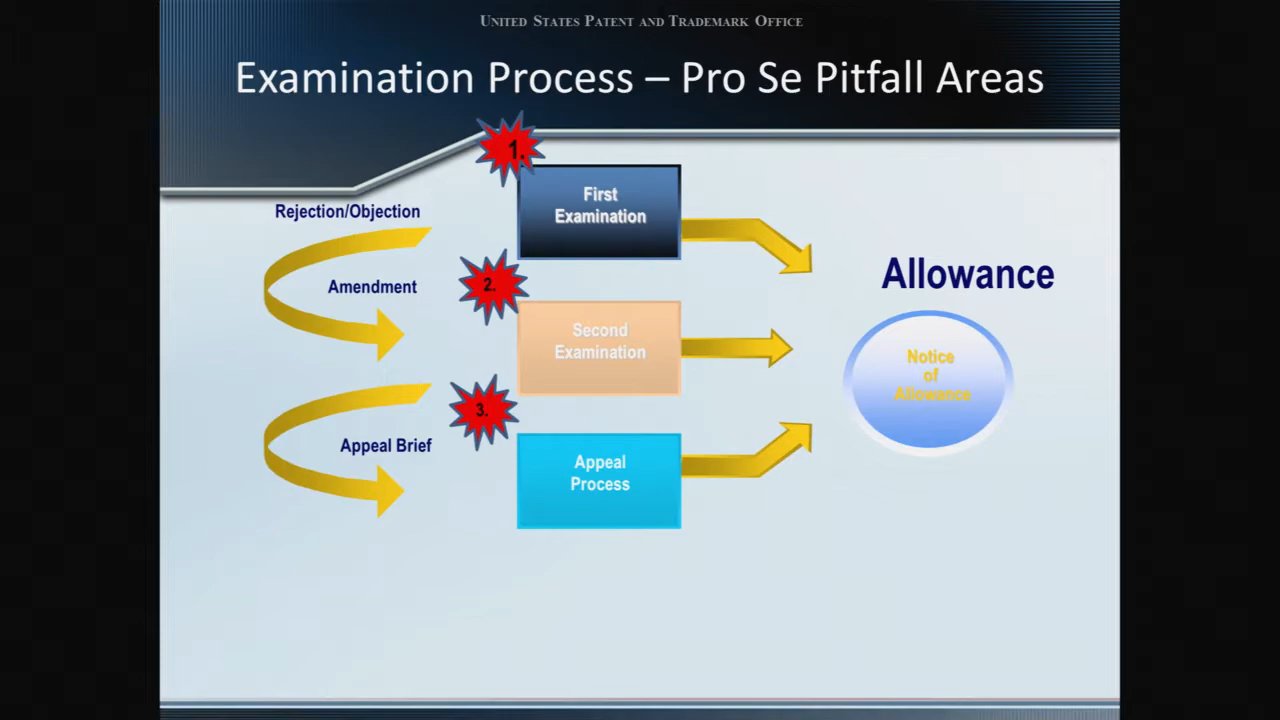 UNITED STATES PATENT AND TRADEMARK OFFICE
Examination Process – Pro Se Pitfall Areas
1.
First
Examination
Rejection/Objection
Amendment
2.
Second
Examination
Allowance
Notice
of
Allowance
3.
Appeal Brief
Appeal
Process